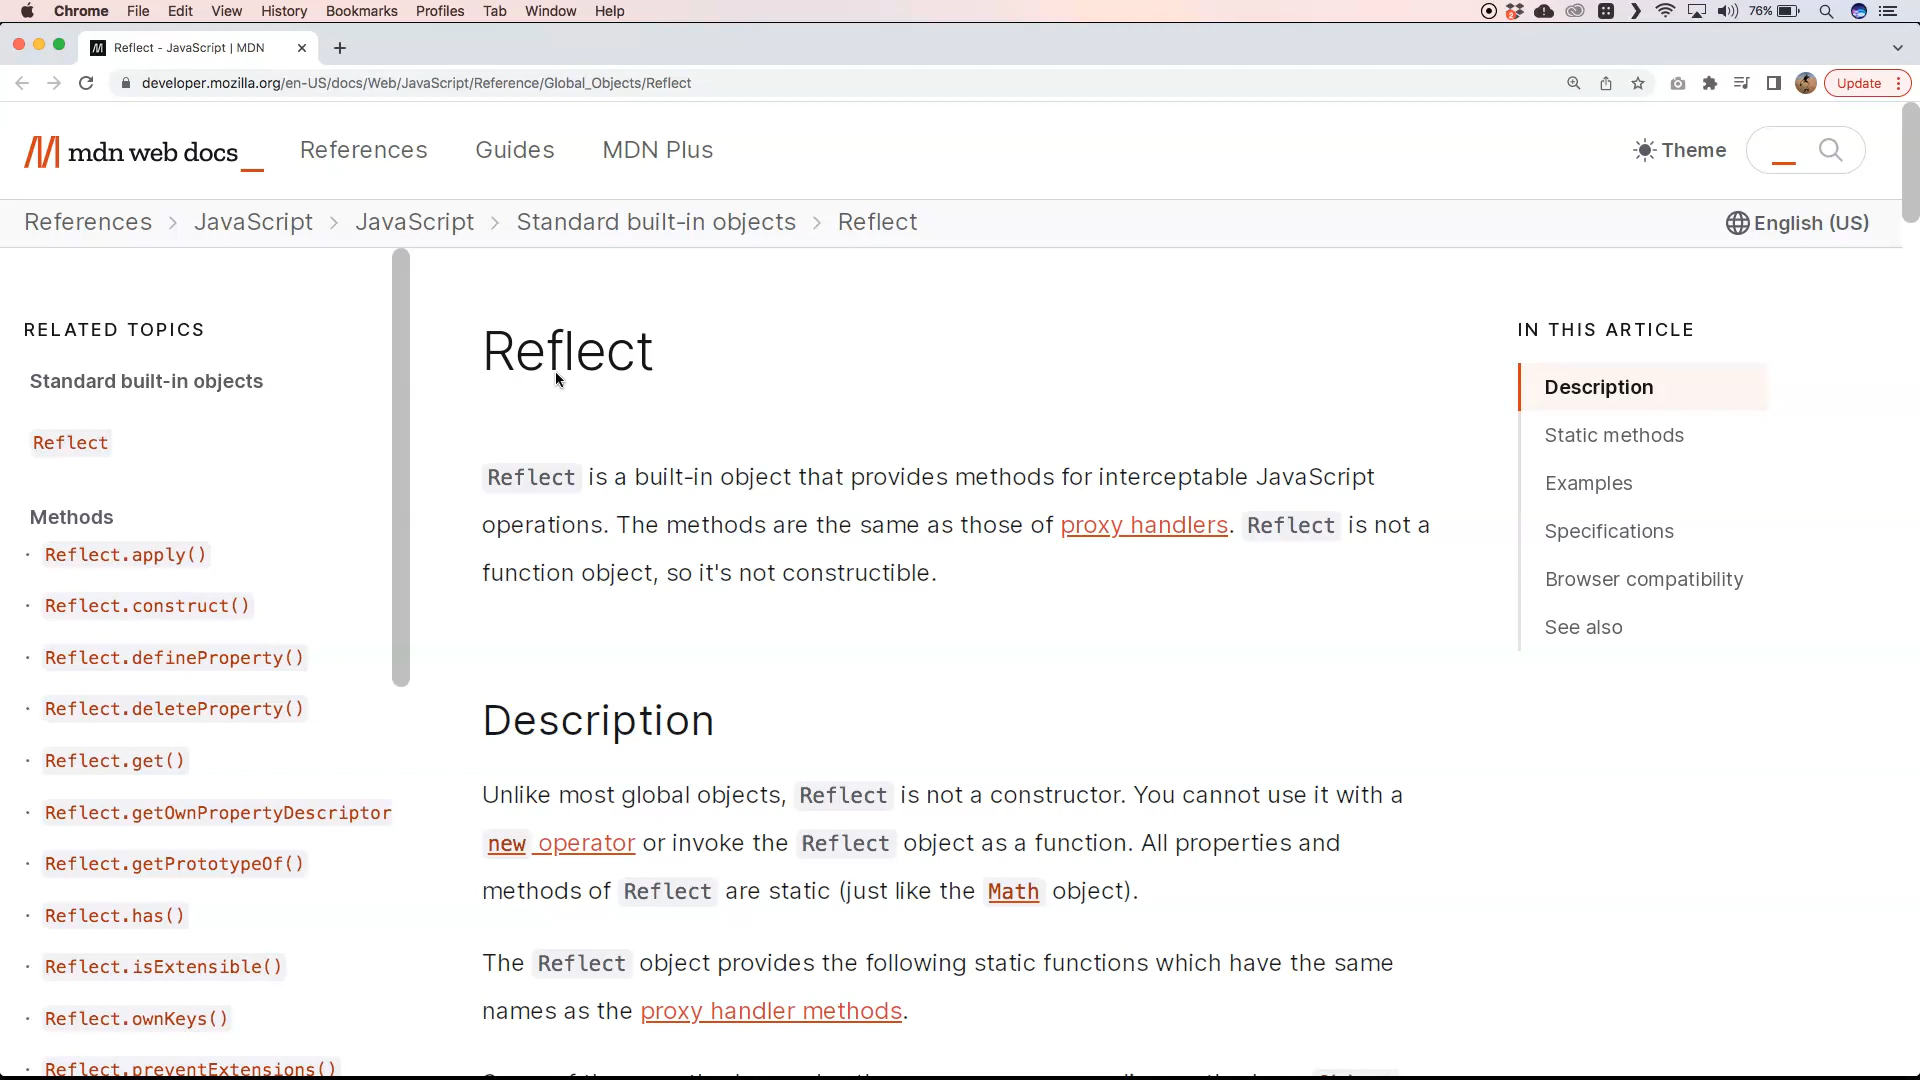 Chrome File Edit View History Bookmarks Profiles Tab Window Help 76%
Reflect - JavaScript | MDN
developer.mozilla.org/en-US/docs/Web/JavaScript/Reference/Global_Objects/Reflect Update
mdn web docs References Guides MDN Plus Theme
References > JavaScript > JavaScript > Standard built-in objects > Reflect English (US)
RELATED TOPICS
Standard built-in objects
Reflect
Methods
Reflect.apply()
Reflect.construct()
Reflect.defineProperty()
Reflect.deleteProperty()
Reflect.get()
Reflect.getOwnPropertyDescriptor
Reflect.getPrototypeOf()
Reflect.has()
Reflect.isExtensible()
Reflect.ownKeys()
Reflect.preventExtensions()
Reflect
Reflect is a built-in object that provides methods for interceptable JavaScript
operations. The methods are the same as those of proxy handlers. Reflect is not a
function object, so it's not constructible.
Description
Unlike most global objects, Reflect is not a constructor. You cannot use it with a
new operator or invoke the Reflect object as a function. All properties and
methods of Reflect are static (just like the Math object).
The Reflect object provides the following static functions which have the same
names as the proxy handler methods.
IN THIS ARTICLE
Description
Static methods
Examples
Specifications
Browser compatibility
See also